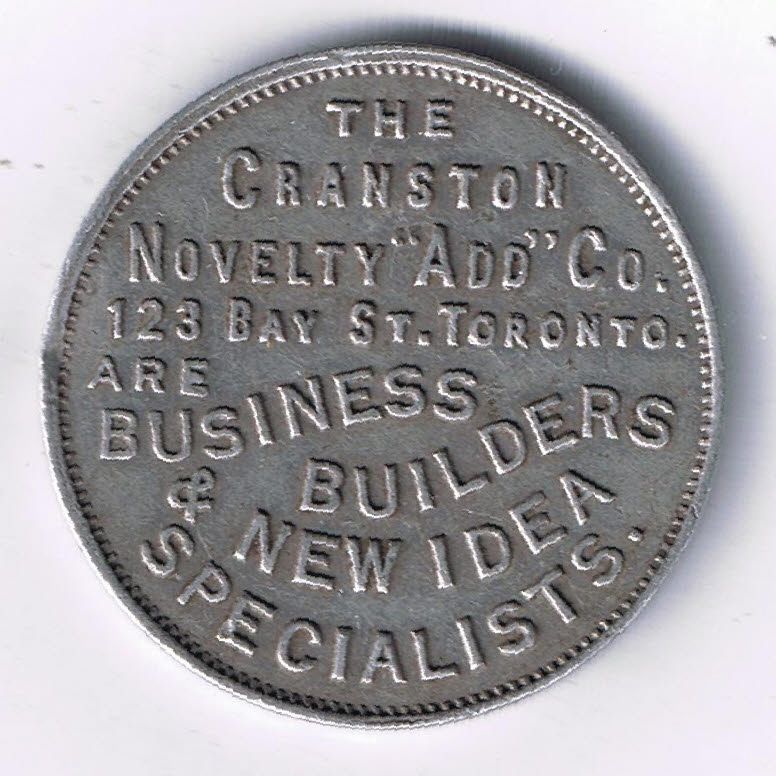 THE
CRANSTON
NOVELTY "ADD" CO.
123 BAY ST. TORONTO.
ARE
BUSINESS
BUILDERS
& NEW IDEA
SPECIALISTS.